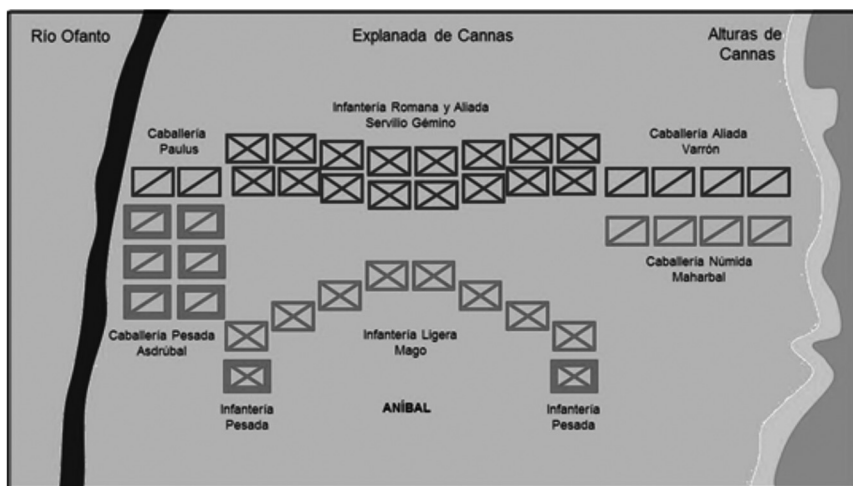 Río Ofanto
Explanada de Cannas
Alturas de
Cannas
Infantería Romana y Aliada
Servilio Gémino
Caballería
Paulus
Caballería Aliada
Varrón
Caballería Númida
Maharbal
Caballería Pesada
Asdrúbal
Infantería Ligera
Mago
Infantería
Pesada
ANÍBAL
Infantería
Pesada